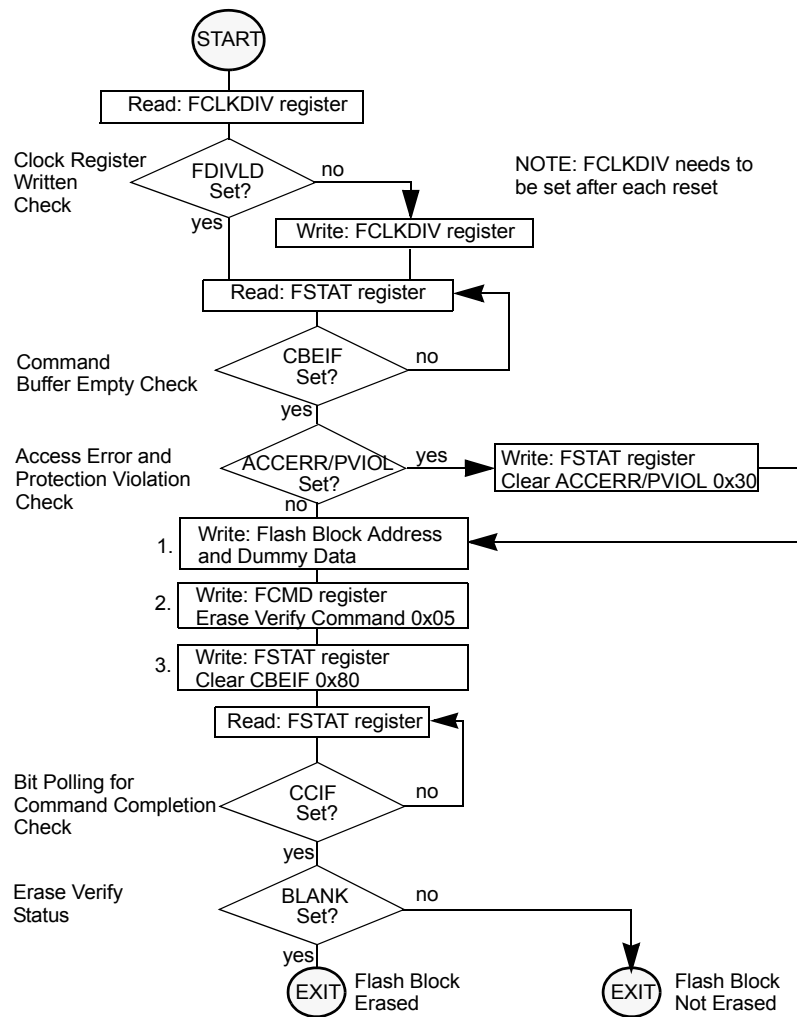 START
Read: FCLKDIV register
Clock Register
Written
Check
FDIVLD
Set?
no
yes
NOTE: FCLKDIV needs to
be set after each reset
Write: FCLKDIV register
Read: FSTAT register
Command
Buffer Empty Check
CBEIF
Set?
no
yes
Access Error and
Protection Violation
Check
ACCERR/PVIOL
Set?
yes
no
Write: FSTAT register
Clear ACCERR/PVIOL 0x30
1.
Write: Flash Block Address
and Dummy Data
2.
Write: FCMD register
Erase Verify Command 0x05
3.
Write: FSTAT register
Clear CBEIF 0x80
Read: FSTAT register
Bit Polling for
Command Completion
Check
CCIF
Set?
no
yes
Erase Verify
Status
BLANK
Set?
no
yes
EXIT
Flash Block
Erased
EXIT
Flash Block
Not Erased